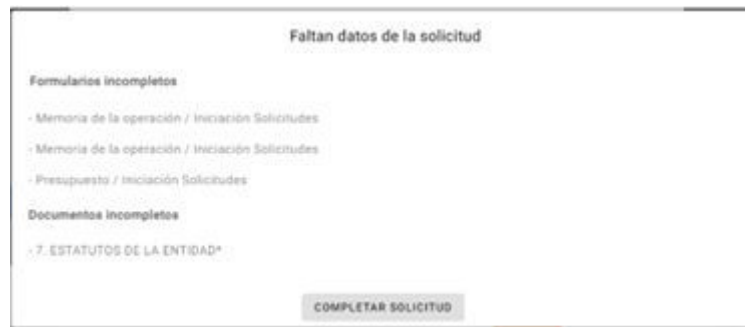 Faltan datos de la solicitud
Formularios incompletos
- Memoria de la operación / Iniciación Solicitudes
- Memoria de la operación / Iniciación Solicitudes
- Presupuesto / Iniciación Solicitudes
Documentos incompletos
- 7. ESTATUTOS DE LA ENTIDAD*
COMPLETAR SOLICITUD